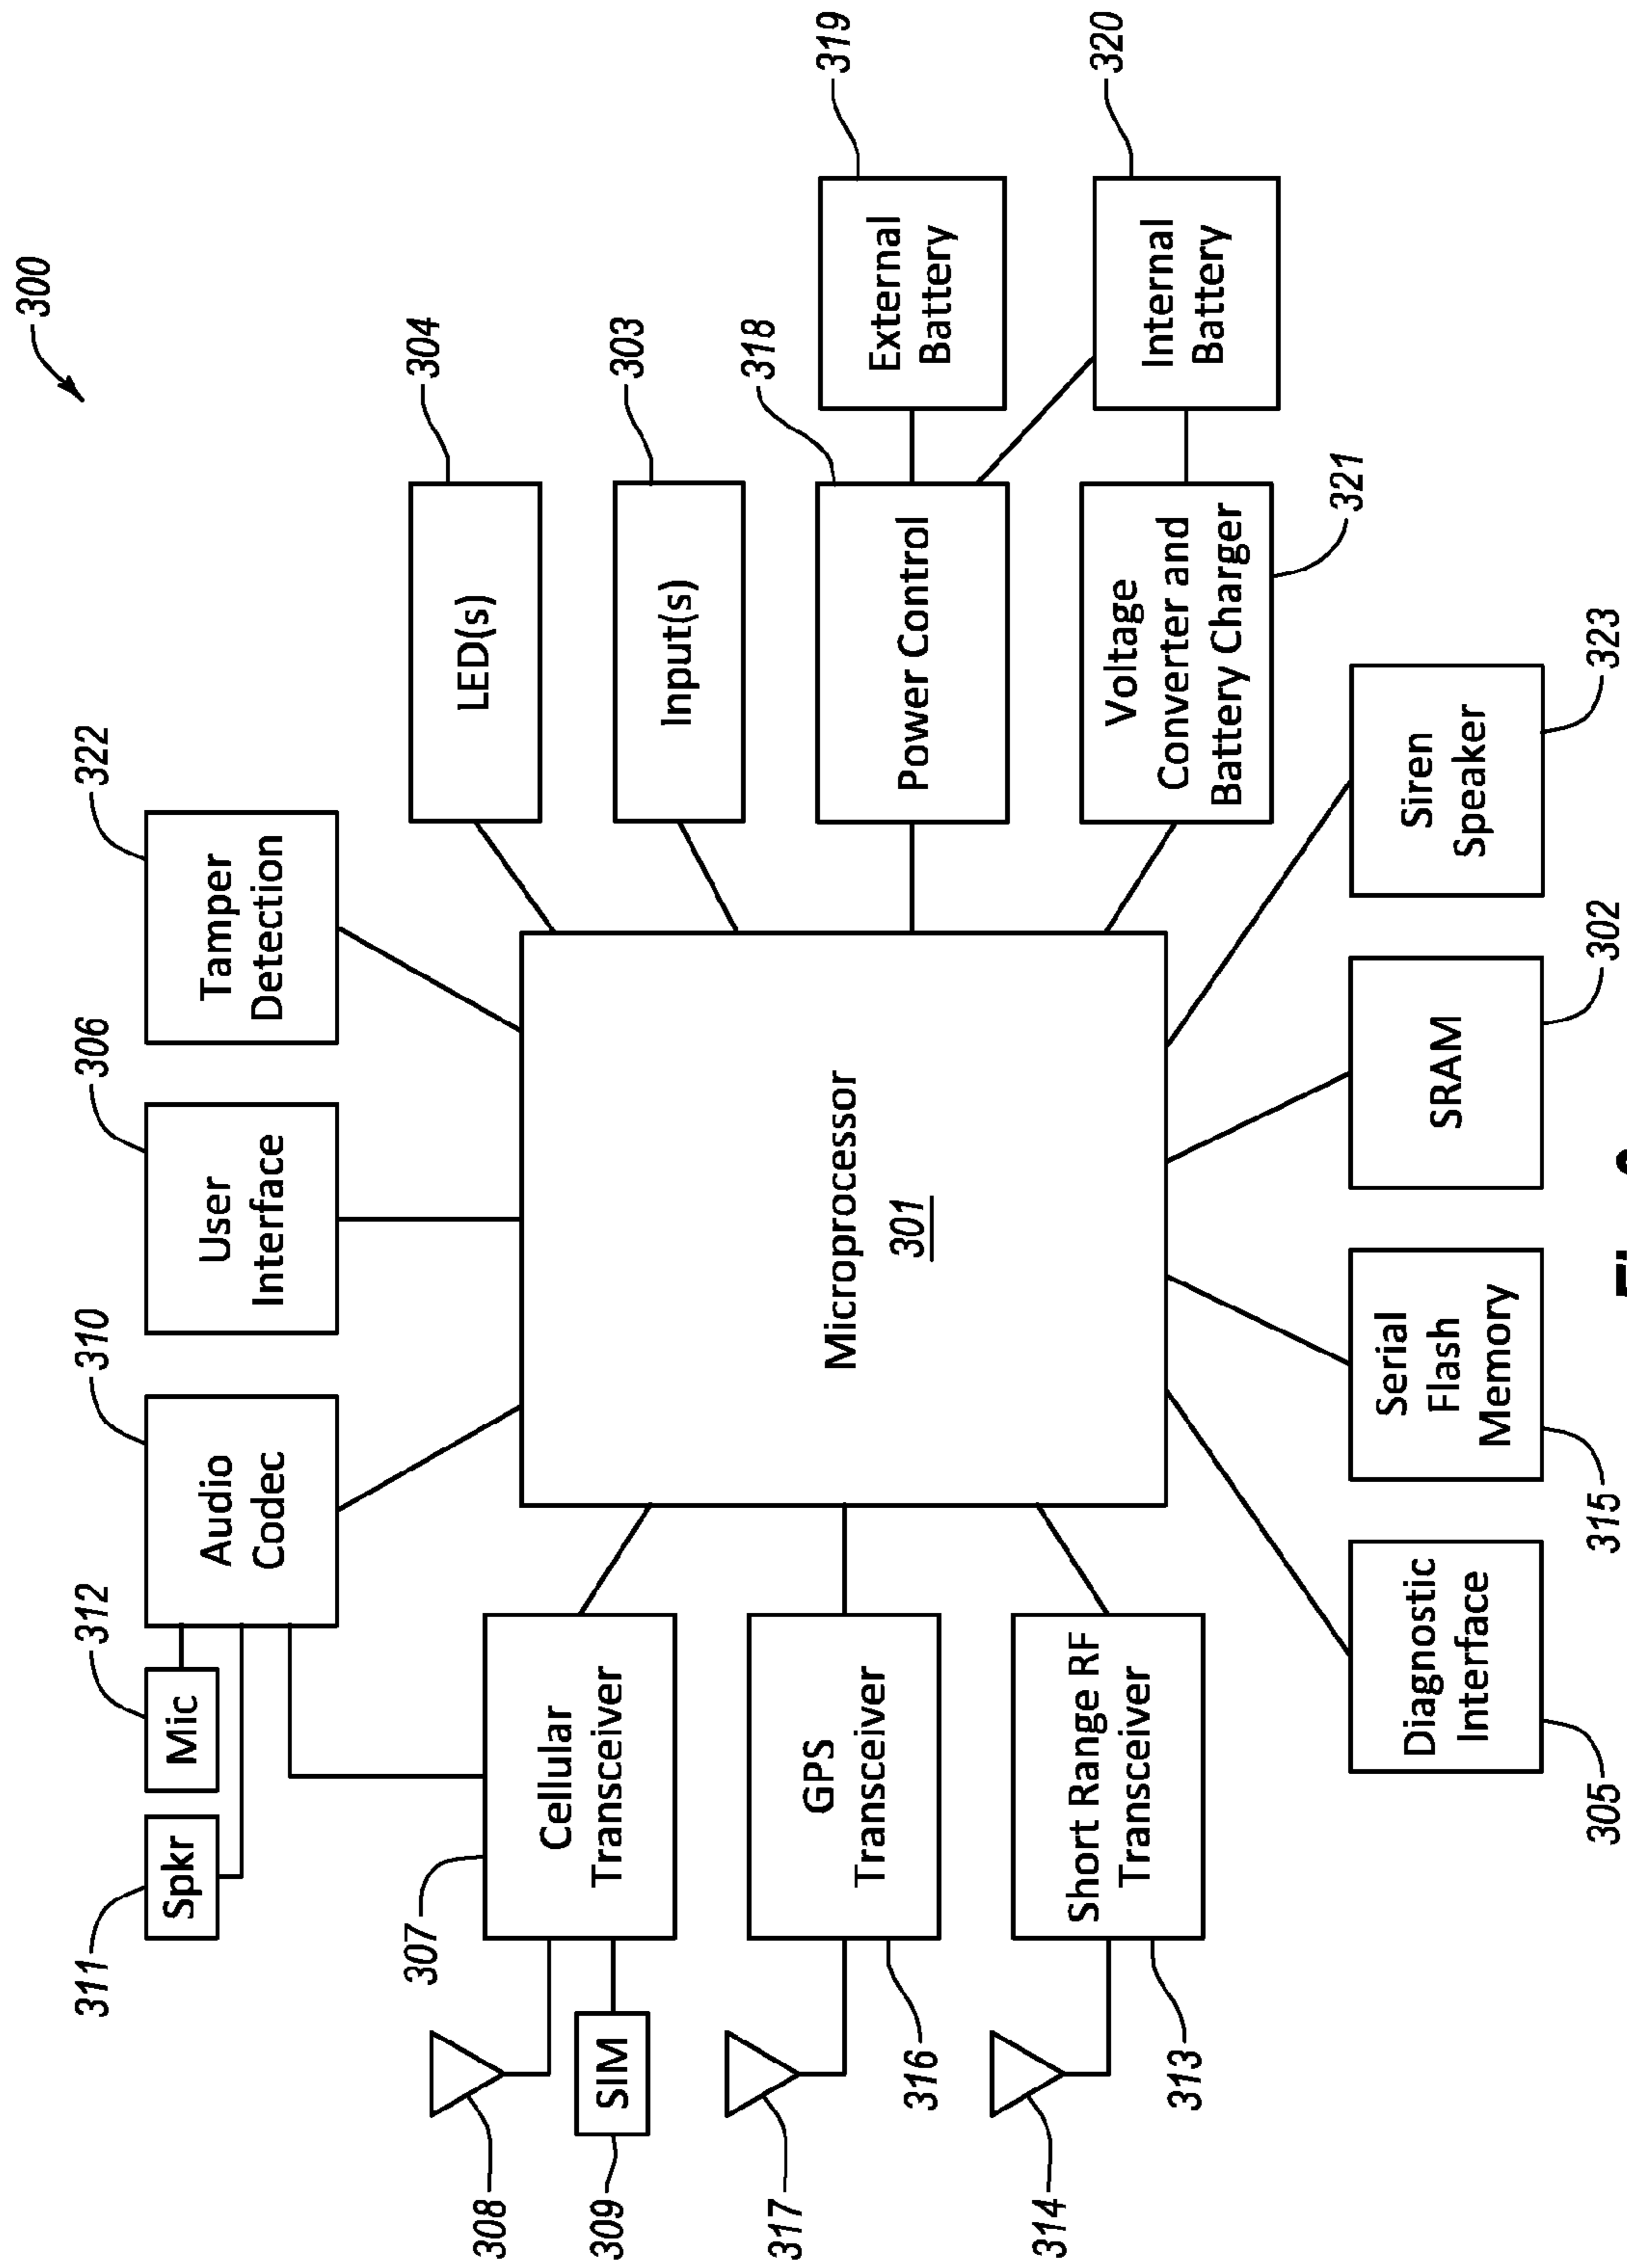 300
311
312
310
306
322
Spkr
Mic
Audio
Codec
User
Interface
Tamper
Detection
307
304
308
Cellular
Transceiver
LED(s)
309
SIM
303
Input(s)
317
GPS
Transceiver
316
Microprocessor
301
318
Power Control
319
External
Battery
314
Short Range RF
Transceiver
313
Voltage
Converter and
Battery Charger
321
320
Internal
Battery
Diagnostic
Interface
305
Serial
Flash
Memory
315
SRAM
302
Siren
Speaker
323